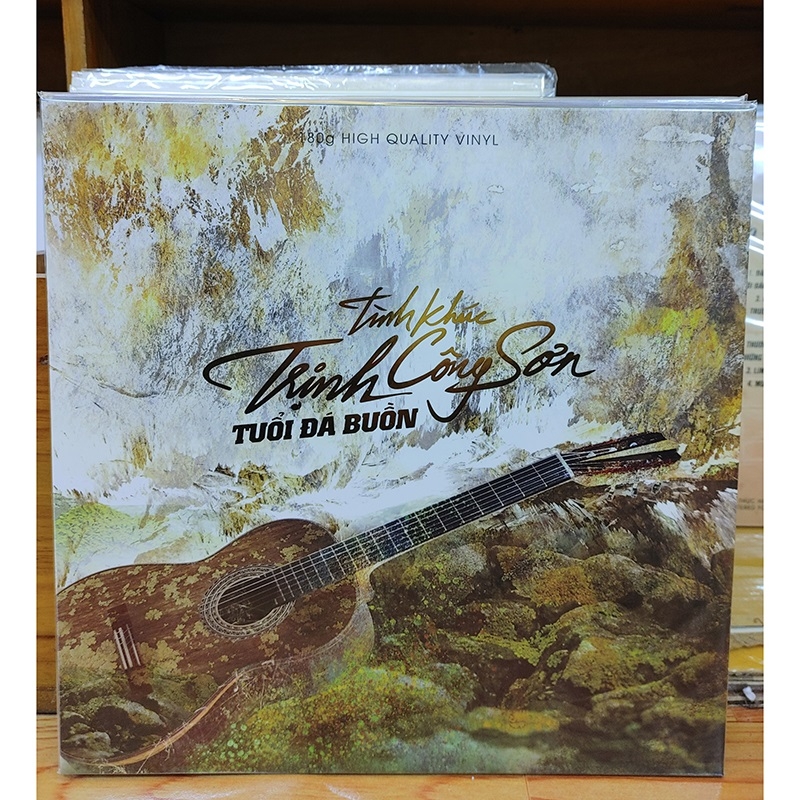 180g HIGH QUALITY VINYL
Tình khúc
Trịnh Công Sơn
TUỔI ĐÁ BUỒN